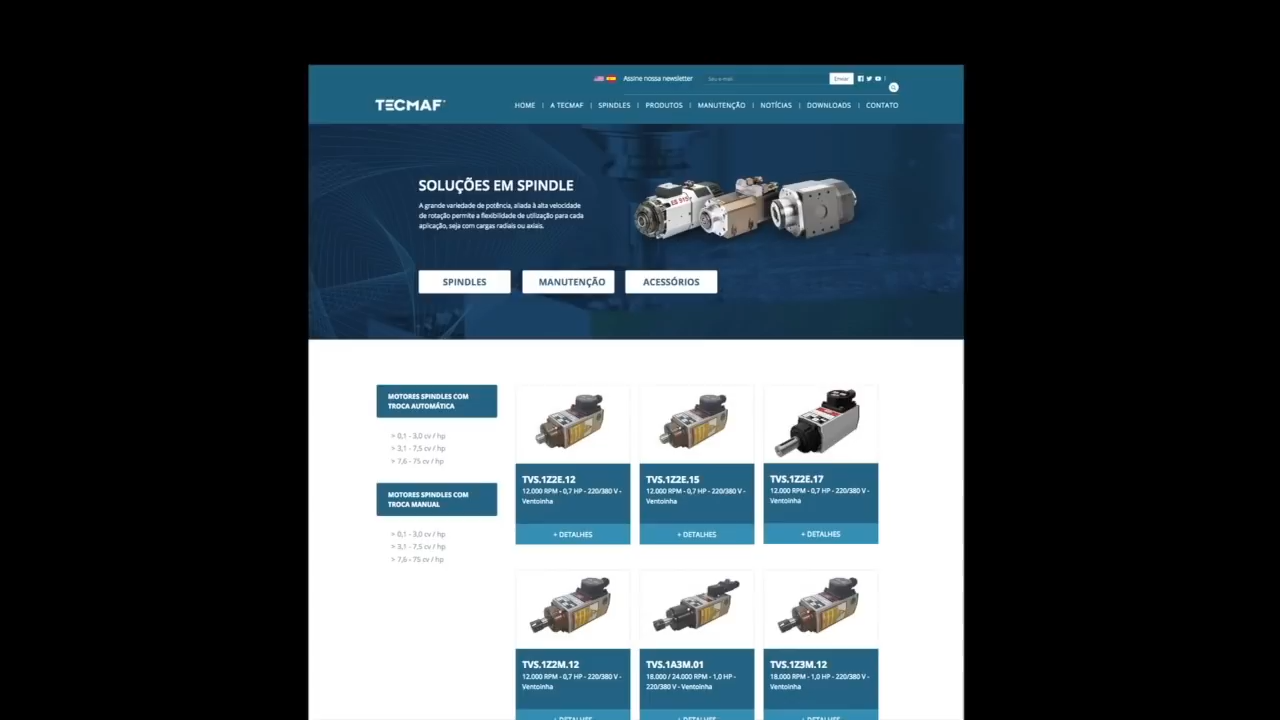 Assine nossa newsletter
Seu e-mail
Enviar
TECMAF
HOME | A TECMAF | SPINDLES | PRODUTOS | MANUTENÇÃO | NOTÍCIAS | DOWNLOADS | CONTATO
SOLUÇÕES EM SPINDLE
A grande variedade de potência, aliada à alta velocidade
de rotação permite a flexibilidade de utilização para cada
aplicação, seja com cargas radiais ou axiais.
ES 915
SPINDLES
MANUTENÇÃO
ACESSÓRIOS
MOTORES SPINDLES COM
TROCA AUTOMÁTICA
> 0,1 - 3,0 cv / hp
> 3,1 - 7,5 cv / hp
> 7,6 - 75 cv / hp
MOTORES SPINDLES COM
TROCA MANUAL
> 0,1 - 3,0 cv / hp
> 3,1 - 7,5 cv / hp
> 7,6 - 75 cv / hp
TVS.1Z2E.12
12.000 RPM - 0,7 HP - 220/380 V -
Ventoinha
+ DETALHES
TVS.1Z2E.15
12.000 RPM - 0,7 HP - 220/380 V -
Ventoinha
+ DETALHES
TVS.1Z2E.17
12.000 RPM - 0,7 HP - 220/380 V -
Ventoinha
+ DETALHES
TVS.1Z2M.12
12.000 RPM - 0,7 HP - 220/380 V -
Ventoinha
+ DETALHES
TVS.1A3M.01
18.000 / 24.000 RPM - 1,0 HP -
220/380 V - Ventoinha
+ DETALHES
TVS.1Z3M.12
18.000 RPM - 1,0 HP - 220/380 V -
Ventoinha
+ DETALHES